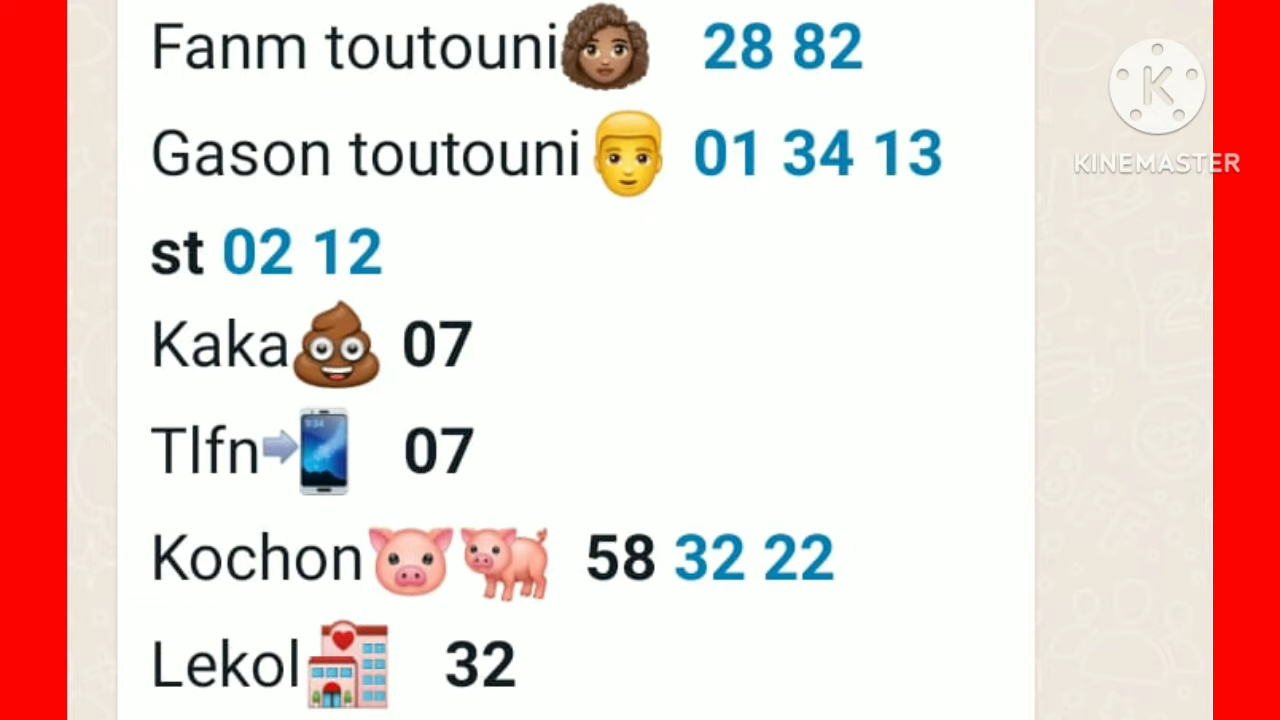 Fanm toutouni 28 82
Gason toutouni 01 34 13
st 02 12
Kaka 07
Tlfn 07
Kochon 58 32 22
Lekol 32
K
KINEMASTER